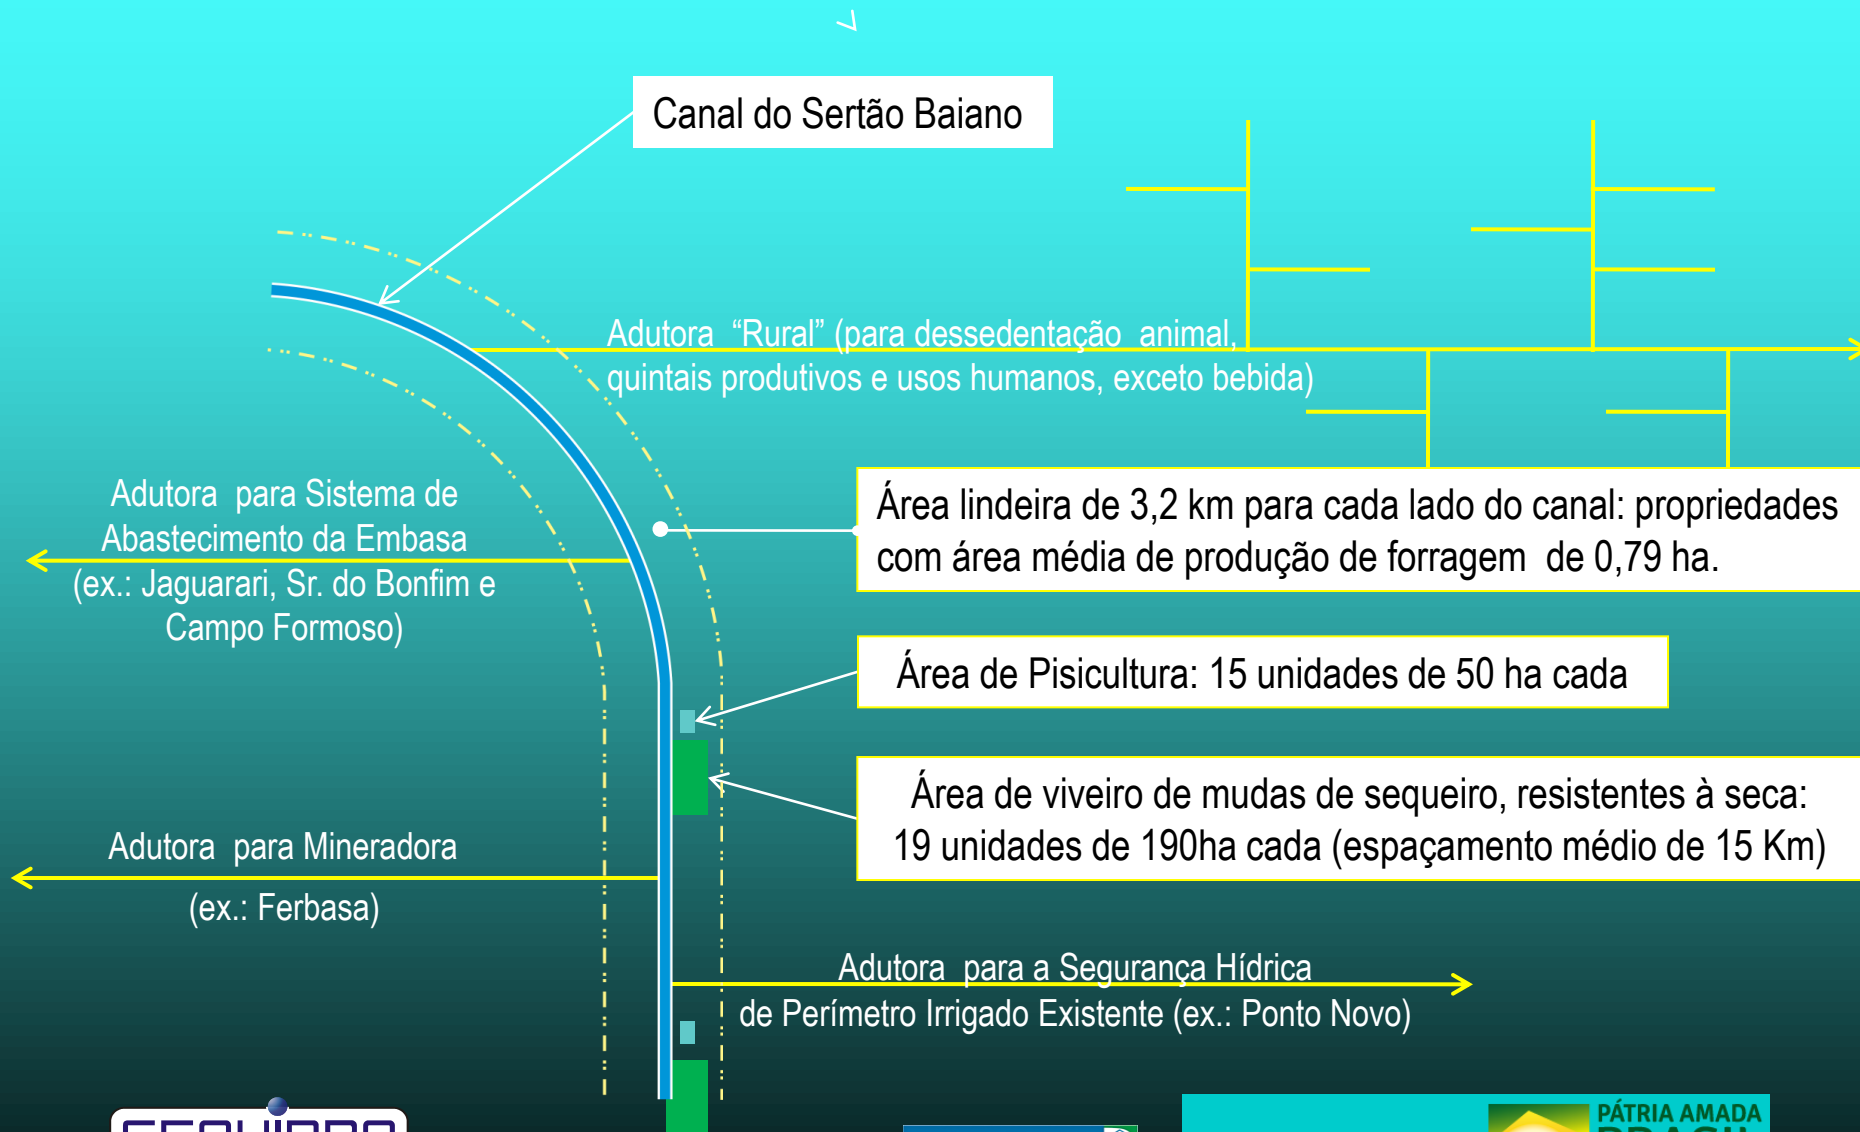 Canal do Sertão Baiano
Adutora “Rural” (para dessedentação animal,
quintais produtivos e usos humanos, exceto bebida)
Adutora para Sistema de
Abastecimento da Embasa
(ex.: Jaguarari, Sr. do Bonfim e
Campo Formoso)
Área lindeira de 3,2 km para cada lado do canal: propriedades
com área média de produção de forragem de 0,79 ha.
Área de Pisicultura: 15 unidades de 50 ha cada
Área de viveiro de mudas de sequeiro, resistentes à seca:
19 unidades de 190ha cada (espaçamento médio de 15 Km)
Adutora para Mineradora
(ex.: Ferbasa)
Adutora para a Segurança Hídrica
de Perímetro Irrigado Existente (ex.: Ponto Novo)
PÁTRIA AMADA